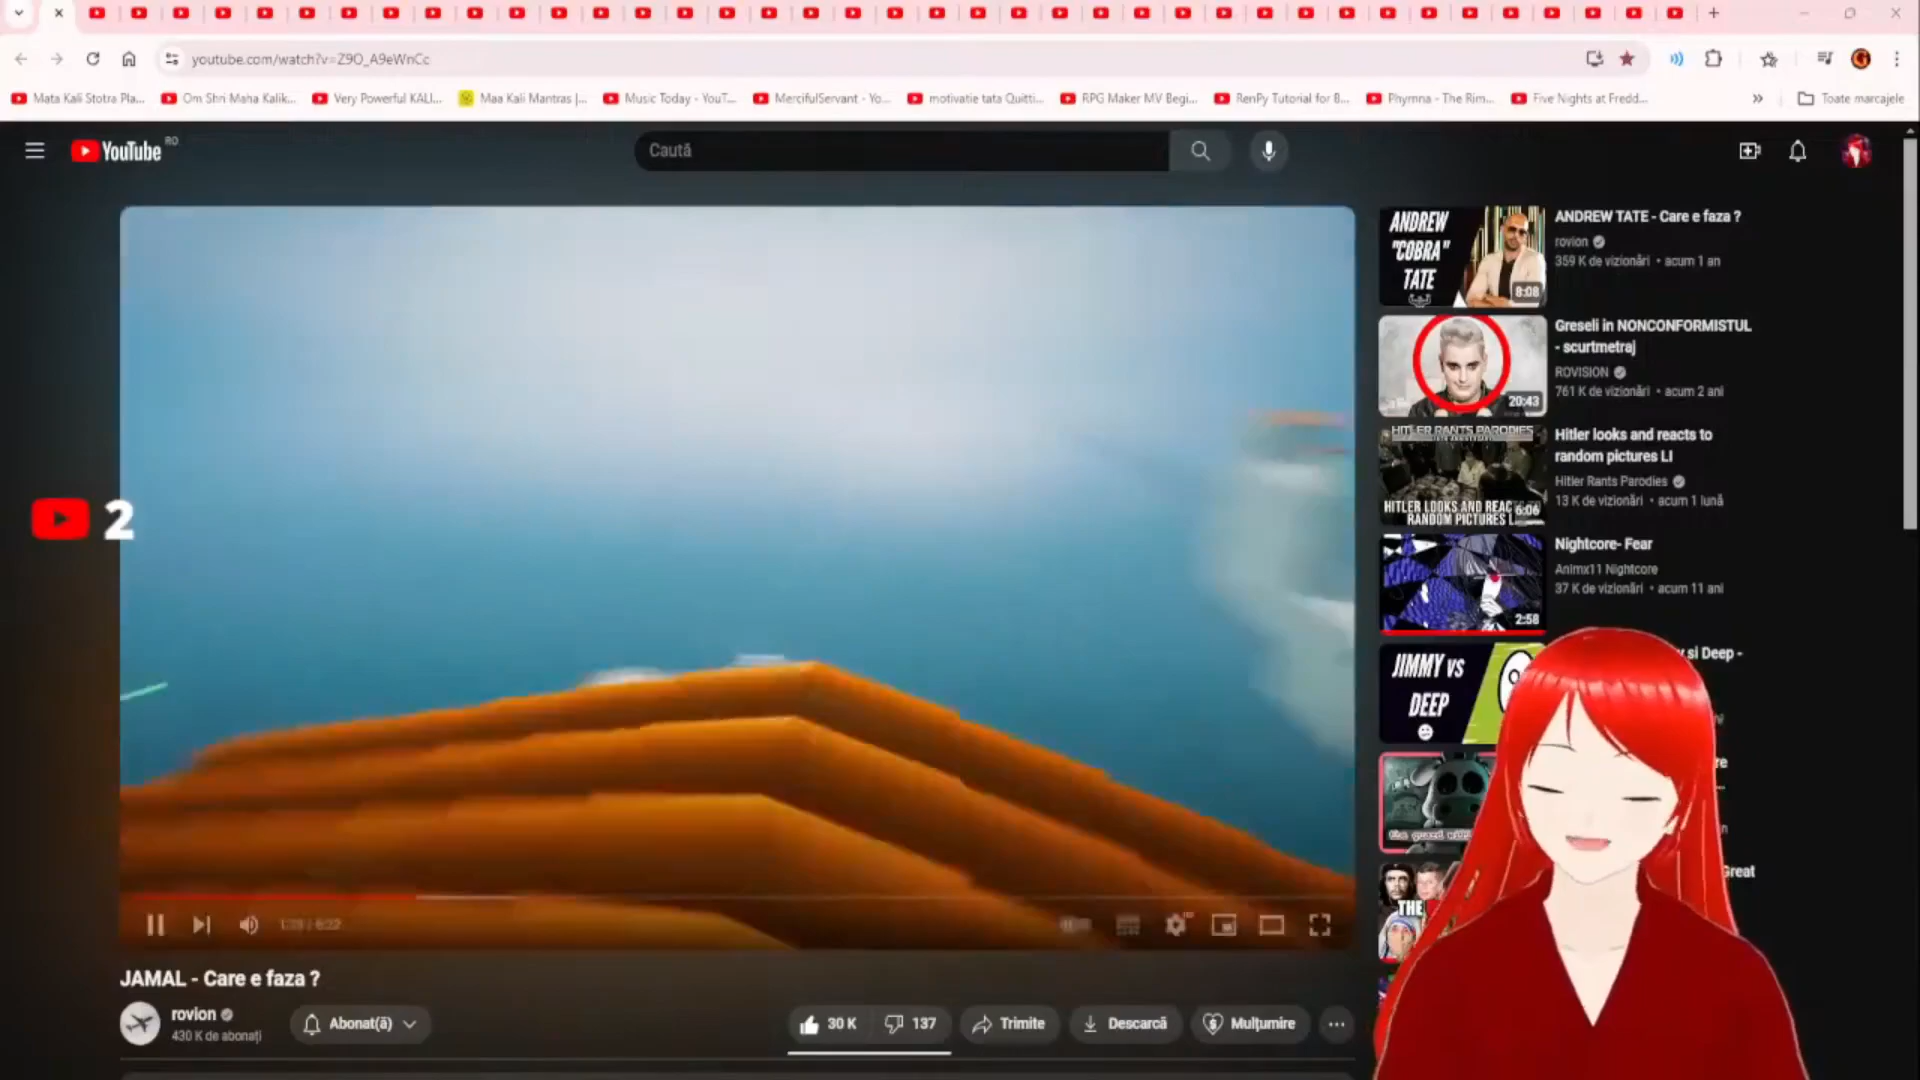 youtube.com/watch?v=Z9O_A9eWnCc
Mata Kali Stotra Pla...
Om Shri Maha Kalik...
Very Powerful KALI...
Maa Kali Mantras |...
Music Today - YouT...
MercifulServant - Yo...
motivatie tata Quitti...
RPG Maker MV Begi...
RenPy Tutorial for B...
Phymna - The Rim...
Five Nights at Fredd...
Toate marcajele
YouTube RO
Caută
ANDREW
"COBRA"
TATE
8:08
ANDREW TATE - Care e faza ?
rovion
359 K de vizionări • acum 1 an
20:43
Greseli in NONCONFORMISTUL
- scurtmetraj
ROVISION
761 K de vizionări • acum 2 ani
HITLER RANTS PARODIES
HITLER LOOKS AND REAC
RANDOM PICTURES L
6:06
Hitler looks and reacts to
random pictures LI
Hitler Rants Parodies
13 K de vizionări • acum 1 lună
2:58
Nightcore- Fear
Animx11 Nightcore
37 K de vizionări • acum 11 ani
2
JIMMY VS
DEEP
si Deep -
re
THE
Great
JAMAL - Care e faza ?
rovion
430 K de abonați
Abonat(ă)
30 K
137
Trimite
Descarcă
Mulțumire